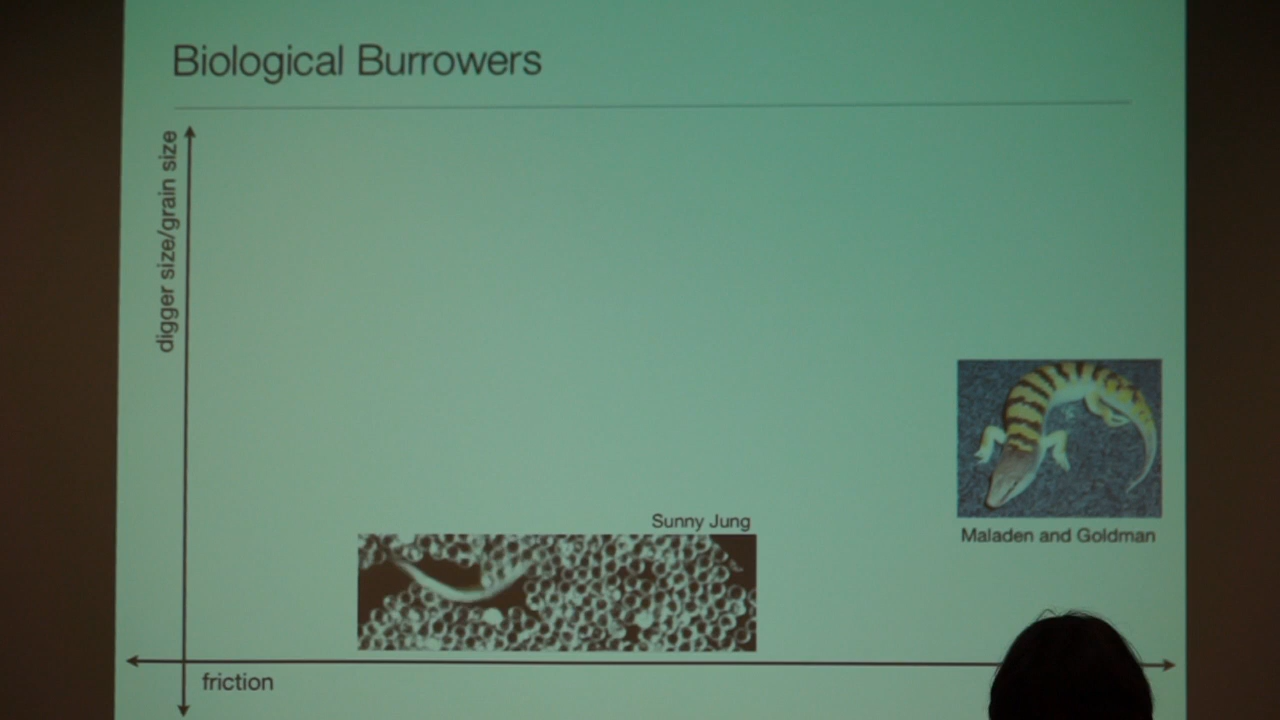 Biological Burrowers
digger size/grain size
Sunny Jung
Maladen and Goldman
friction